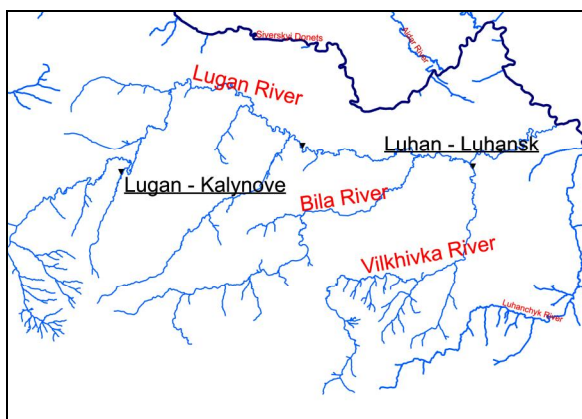 Siverskyi Donets
Aidar River
Lugan River
Luhan - Luhansk
Lugan - Kalynove
Bila River
Vilkhivka River
Luhanchyk River